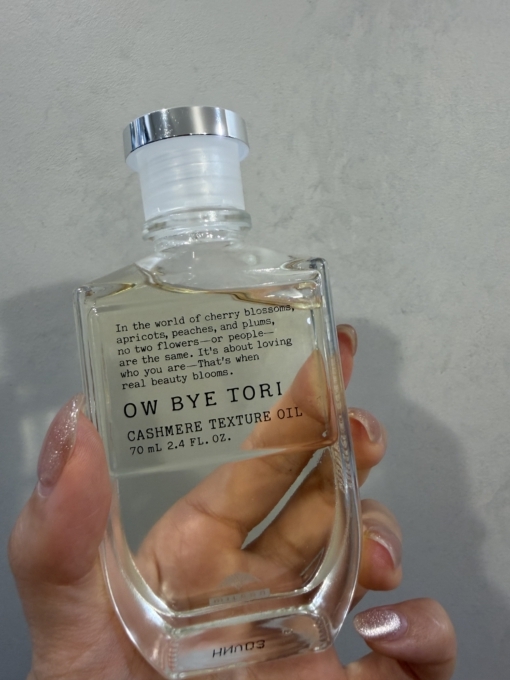 In the world of cherry blossoms,
apricots, peaches, and plums,
no two flowers—or people—
are the same. It's about loving
who you are—That's when
real beauty blooms.
OW BYE TORI
CASHMERE TEXTURE OIL
70 mL 2.4 FL. OZ.